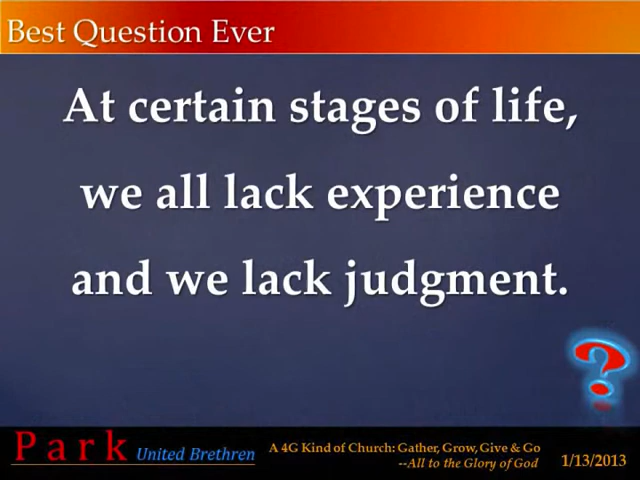 Best Question Ever
At certain stages of life,
we all lack experience
and we lack judgment.
?
Park United Brethren
A 4G Kind of Church: Gather, Grow, Give & Go
--All to the Glory of God
1/13/2013